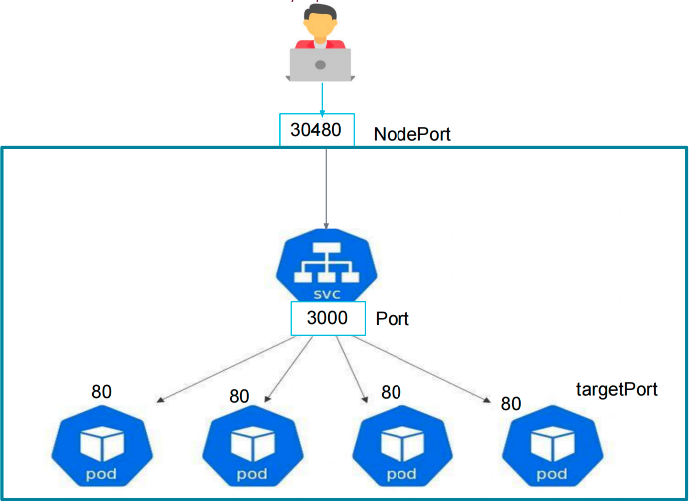 30480
NodePort
svc
3000
Port
80
80
80
80
targetPort
pod
pod
pod
pod